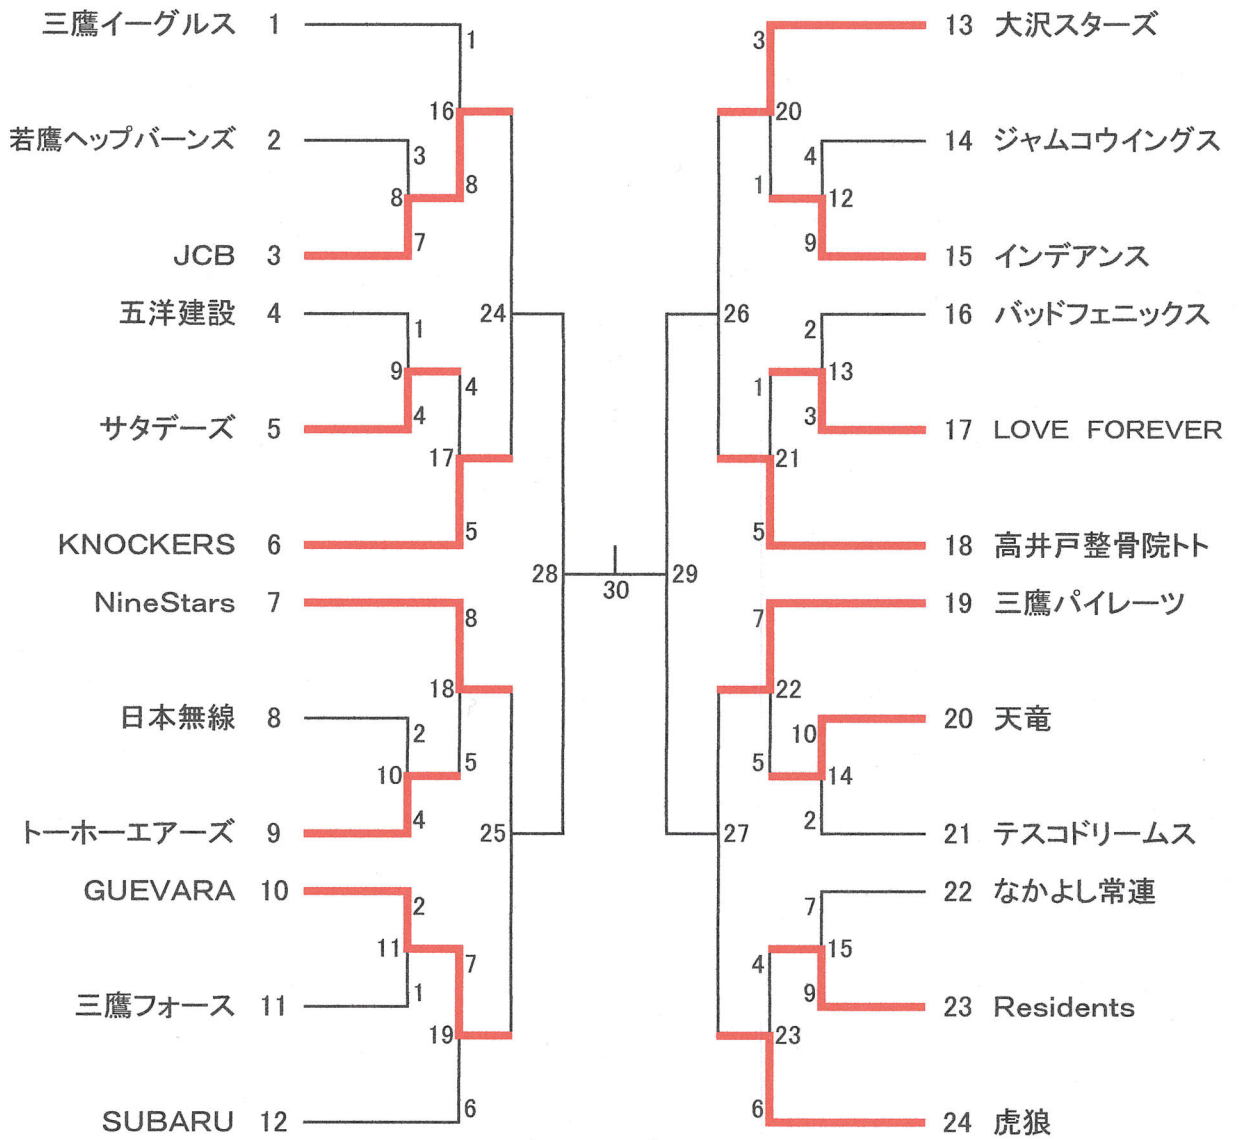 三鷹イーグルス 1
1
3
13 大沢スターズ
16
20
若鷹ヘップバーンズ 2
3
4
14 ジャムコウイングス
8
8
1
12
JCB 3
7
9
15 インデアンス
五洋建設 4
1
24
26
2
16 バッドフェニックス
9
4
1
13
サタデーズ 5
4
3
17 LOVE FOREVER
17
21
KNOCKERS 6
5
5
18 高井戸整骨院トト
28
30
29
NineStars 7
8
7
19 三鷹パイレーツ
18
22
日本無線 8
2
10
20 天竜
10
5
5
14
トーホーエアーズ 9
4
25
27
2
21 テスコドリームス
GUEVARA 10
2
7
22 なかよし常連
11
7
4
15
三鷹フォース 11
1
9
23 Residents
19
23
SUBARU 12
6
6
24 虎狼